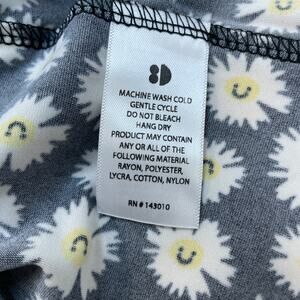 8D
MACHINE WASH COLD
GENTLE CYCLE
DO NOT BLEACH
HANG DRY
PRODUCT MAY CONTAIN
ANY OR ALL OF THE
FOLLOWING MATERIAL
RAYON, POLYESTER,
LYCRA, COTTON, NYLON
RN # 143010